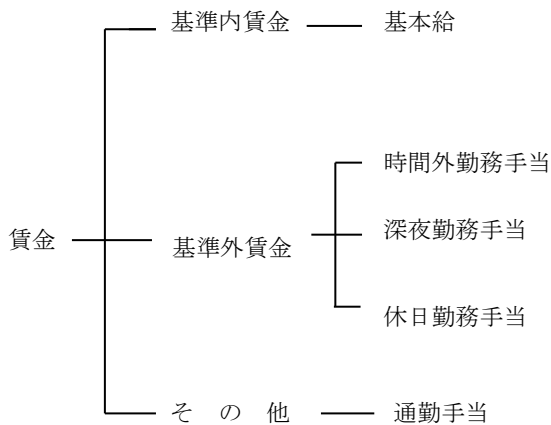 基準内賃金
基本給
時間外勤務手当
深夜勤務手当
賃金
基準外賃金
休日勤務手当
そ の 他
通勤手当